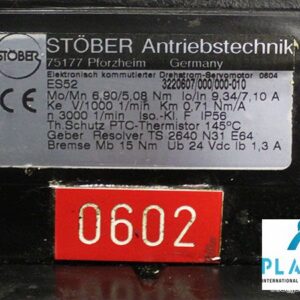 STÖBER
STÖBER Antriebstechnik
75177 Pforzheim Germany
Elektronisch kommutierter Drehstrom-Servomotor 0804
ES52 3220607/000/000-010
Mo/Mn 6,90/5,08 Nm Io/In 9,34/7,10 A
Ke V/1000 1/min Km 0,71 Nm/A
n 3000 1/min Iso.-Kl. F IP56
Th.Schutz PTC-Thermistor 145°C
Geber Resolver TS 2640 N31 E64
Bremse Mb 15 Nm Ub 24 Vdc Ib 1,3 A
CE
0602
PLA
INTERNATIONAL